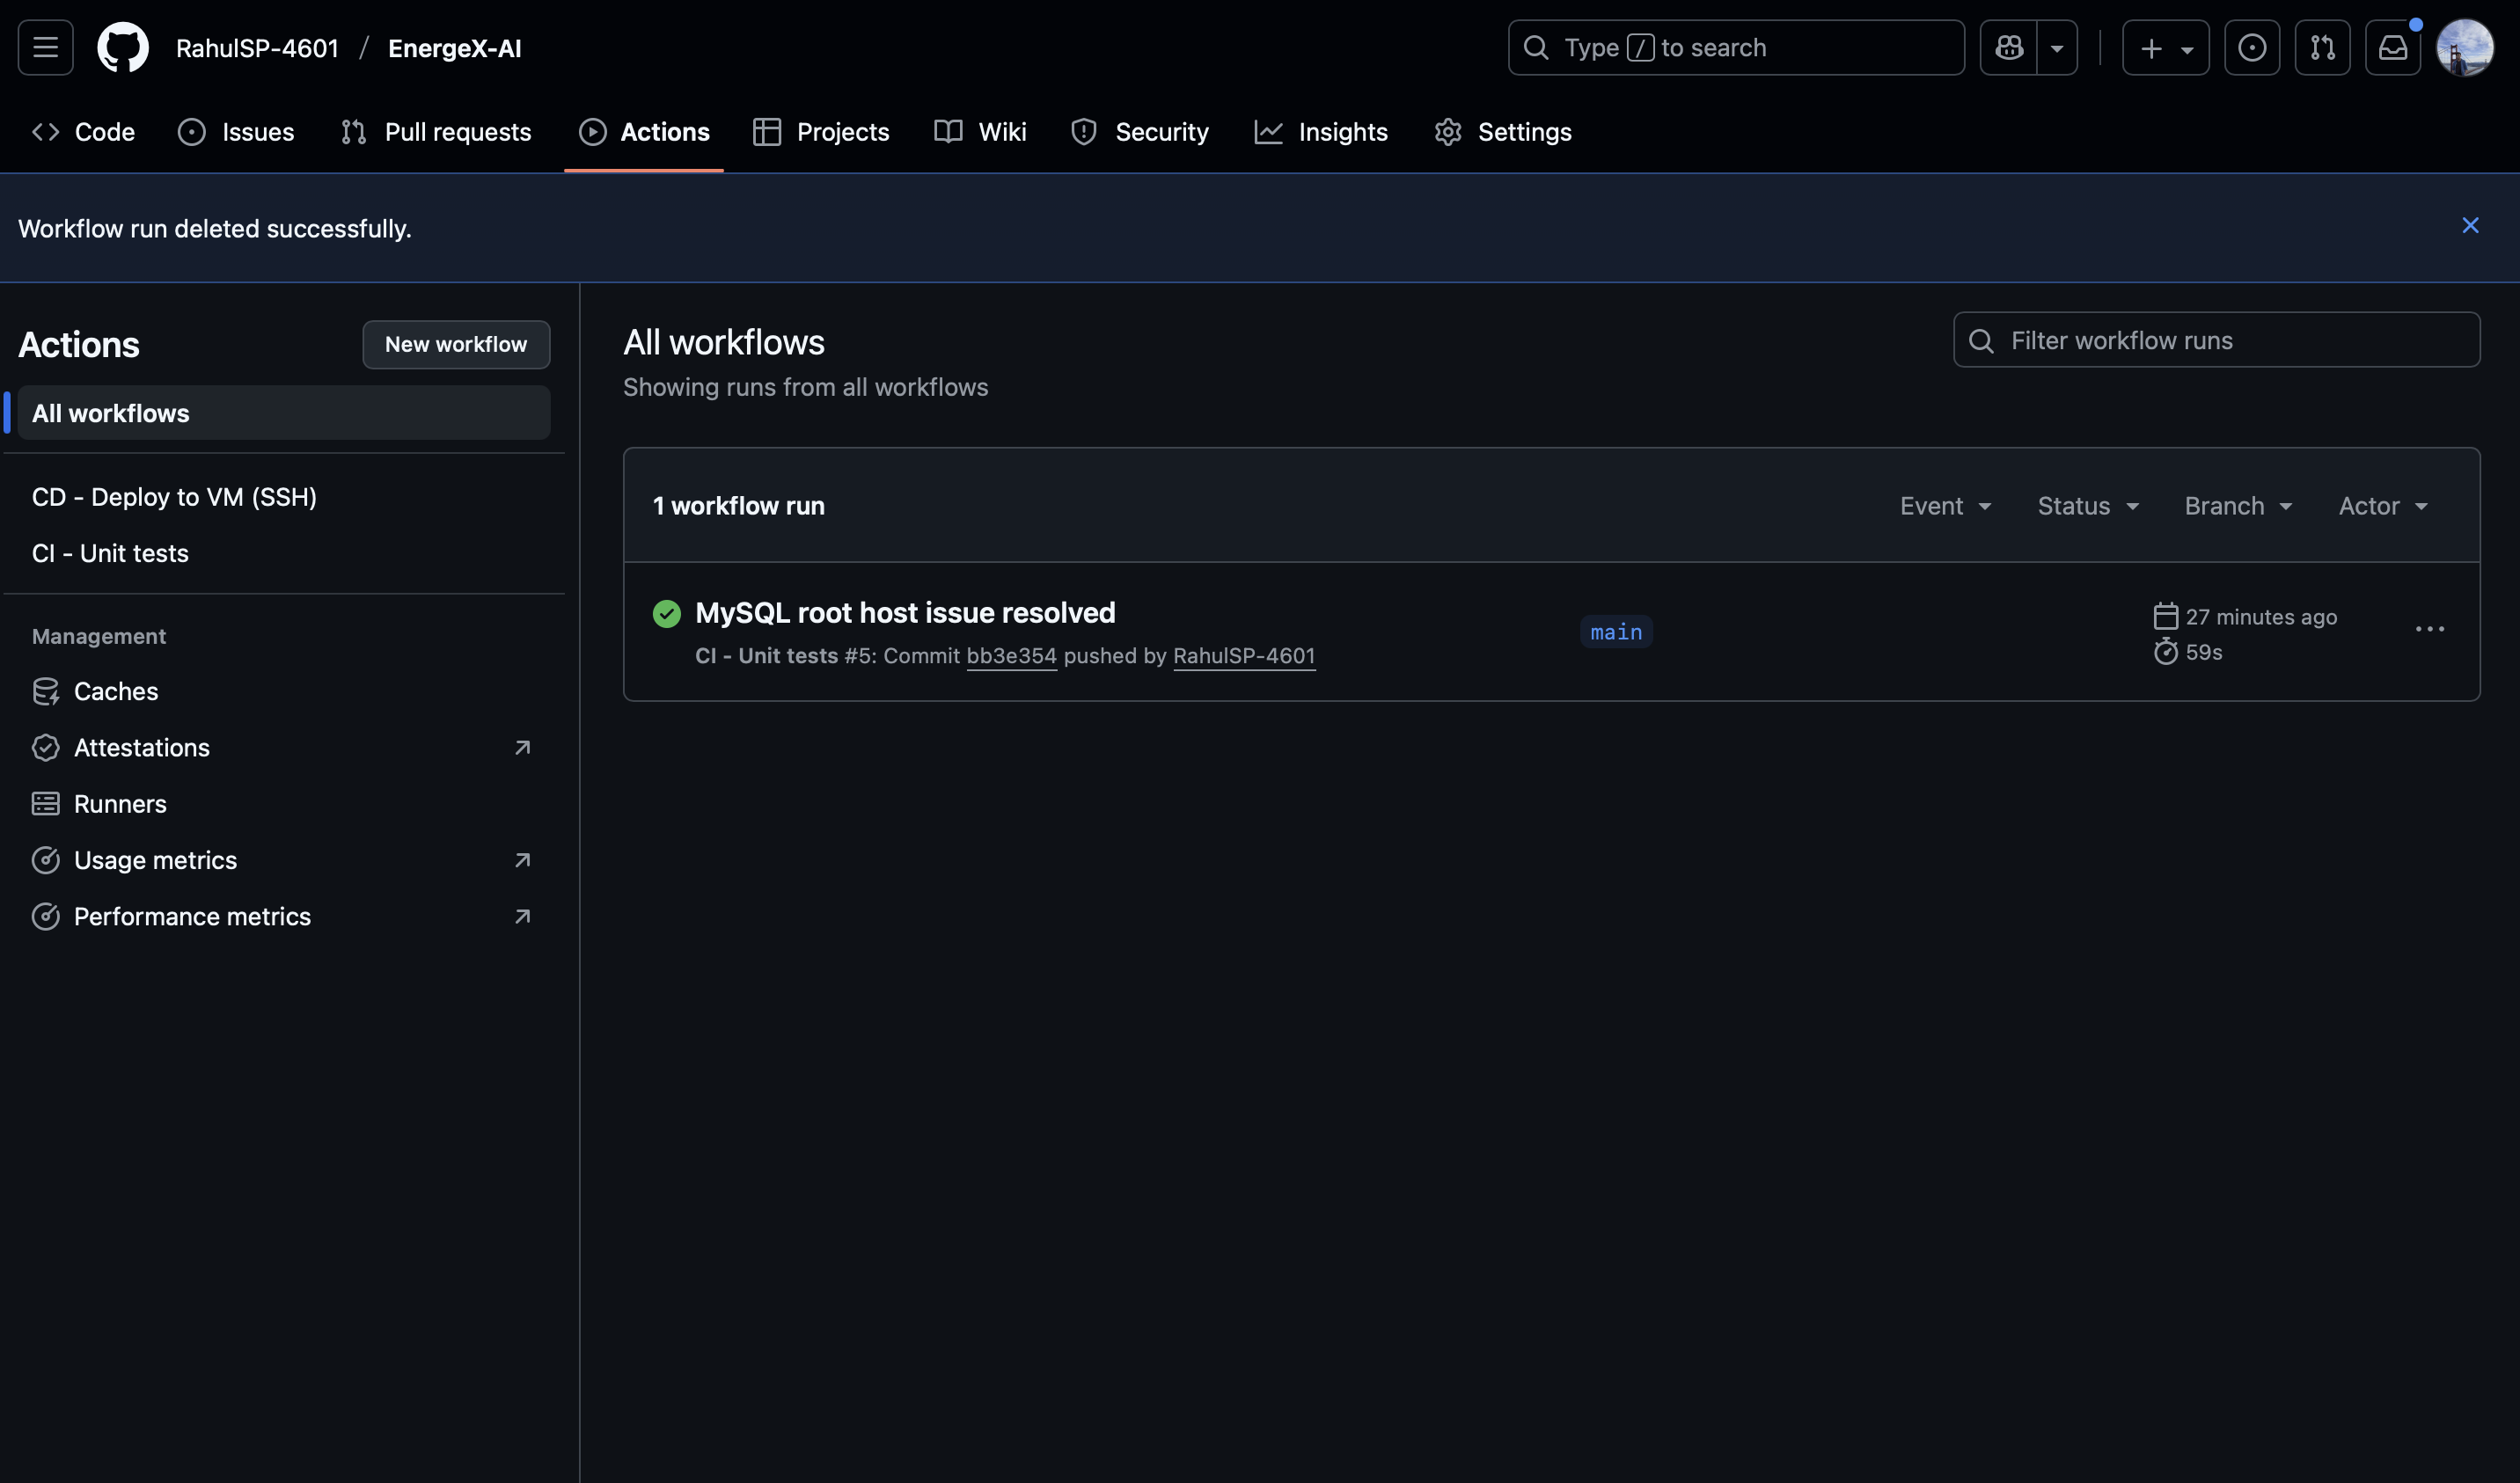 RahulSP-4601 / EnergeX-AI
Type / to search
Code
Issues
Pull requests
Actions
Projects
Wiki
Security
Insights
Settings
Workflow run deleted successfully.
Actions
New workflow
All workflows
CD - Deploy to VM (SSH)
CI - Unit tests
Management
Caches
Attestations
Runners
Usage metrics
Performance metrics
All workflows
Showing runs from all workflows
Filter workflow runs
1 workflow run
Event
Status
Branch
Actor
MySQL root host issue resolved
CI - Unit tests #5: Commit bb3e354 pushed by RahulSP-4601
main
27 minutes ago
59s